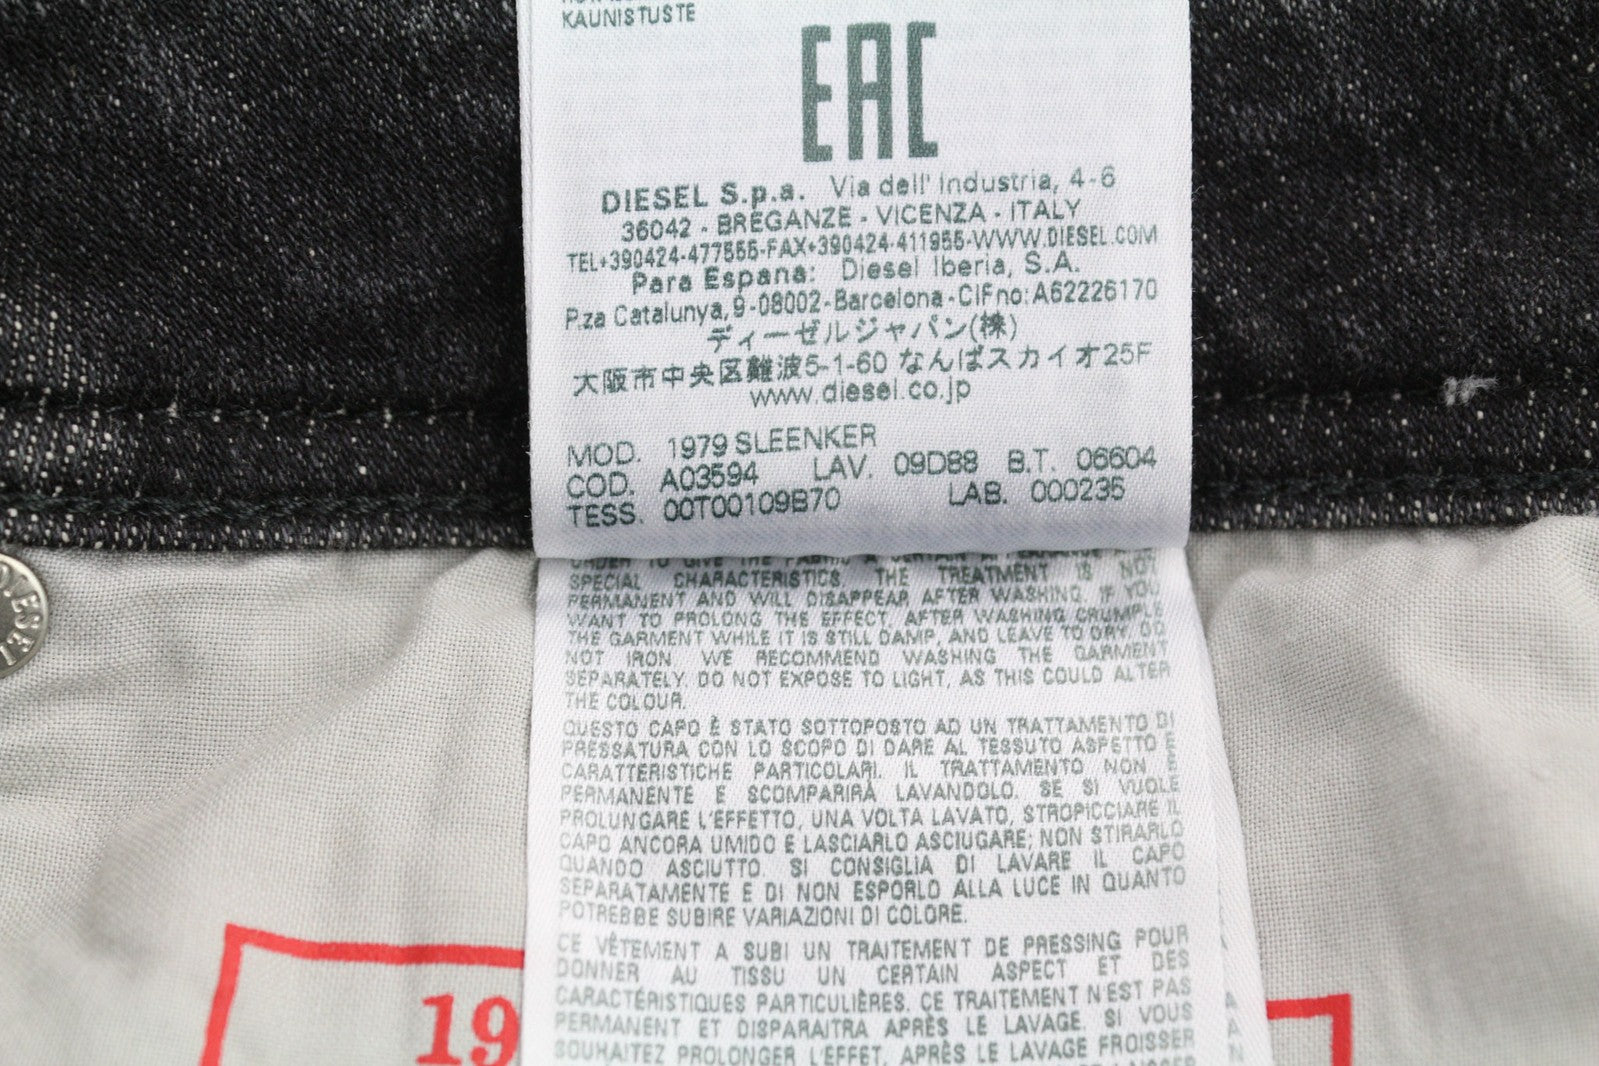 KAUNISTUSTE
EAC
DIESEL S.p.a. Via dell' Industria, 4-6
36042 - BREGANZE - VICENZA - ITALY
TEL+390424-477555-FAX+390424-411955-WWW.DIESEL.COM
Para Espana: Diesel Iberia, S.A.
P.za Catalunya, 9-08002-Barcelona-CIFno:A62226170
ディーゼルジャパン(株)
大阪市中央区難波5-1-60 なんばスカイオ25F
www.diesel.co.jp
MOD. 1979 SLEENKER
COD. A03594 LAV. 09D88 B.T. 06604
TESS. 00T00109B70 LAB. 000235
ORDER TO GIVE THE FABRIC A CERTAIN
SPECIAL CHARACTERISTICS, THE TREATMENT IS NOT
PERMANENT AND WILL DISAPPEAR AFTER WASHING. IF YOU
WANT TO PROLONG THE EFFECT, AFTER WASHING CRUMPLE
THE GARMENT WHILE IT IS STILL DAMP, AND LEAVE TO DRY. DO
NOT IRON. WE RECOMMEND WASHING THE GARMENT
SEPARATELY. DO NOT EXPOSE TO LIGHT, AS THIS COULD ALTER
THE COLOUR.
QUESTO CAPO È STATO SOTTOPOSTO AD UN TRATTAMENTO DI
PRESSATURA CON LO SCOPO DI DARE AL TESSUTO ASPETTO E
CARATTERISTICHE PARTICOLARI. IL TRATTAMENTO NON È
PERMANENTE E SCOMPARIRÀ LAVANDOLO. SE SI VUOLE
PROLUNGARE L'EFFETTO, UNA VOLTA LAVATO, STROPICCIARE IL
CAPO ANCORA UMIDO E LASCIARLO ASCIUGARE; NON STIRARLO
QUANDO ASCIUTTO. SI CONSIGLIA DI LAVARE IL CAPO
SEPARATAMENTE E DI NON ESPORLO ALLA LUCE IN QUANTO
POTREBBE SUBIRE VARIAZIONI DI COLORE.
CE VÊTEMENT A SUBI UN TRAITEMENT DE PRESSING POUR
DONNER AU TISSU UN CERTAIN ASPECT ET DES
CARACTÉRISTIQUES PARTICULIÈRES. CE TRAITEMENT N'EST PAS
PERMANENT ET DISPARAITRA APRÈS LE LAVAGE. SI VOUS
SOUHAITEZ PROLONGER L'EFFET, APRÈS LE LAVAGE FROISSER
19